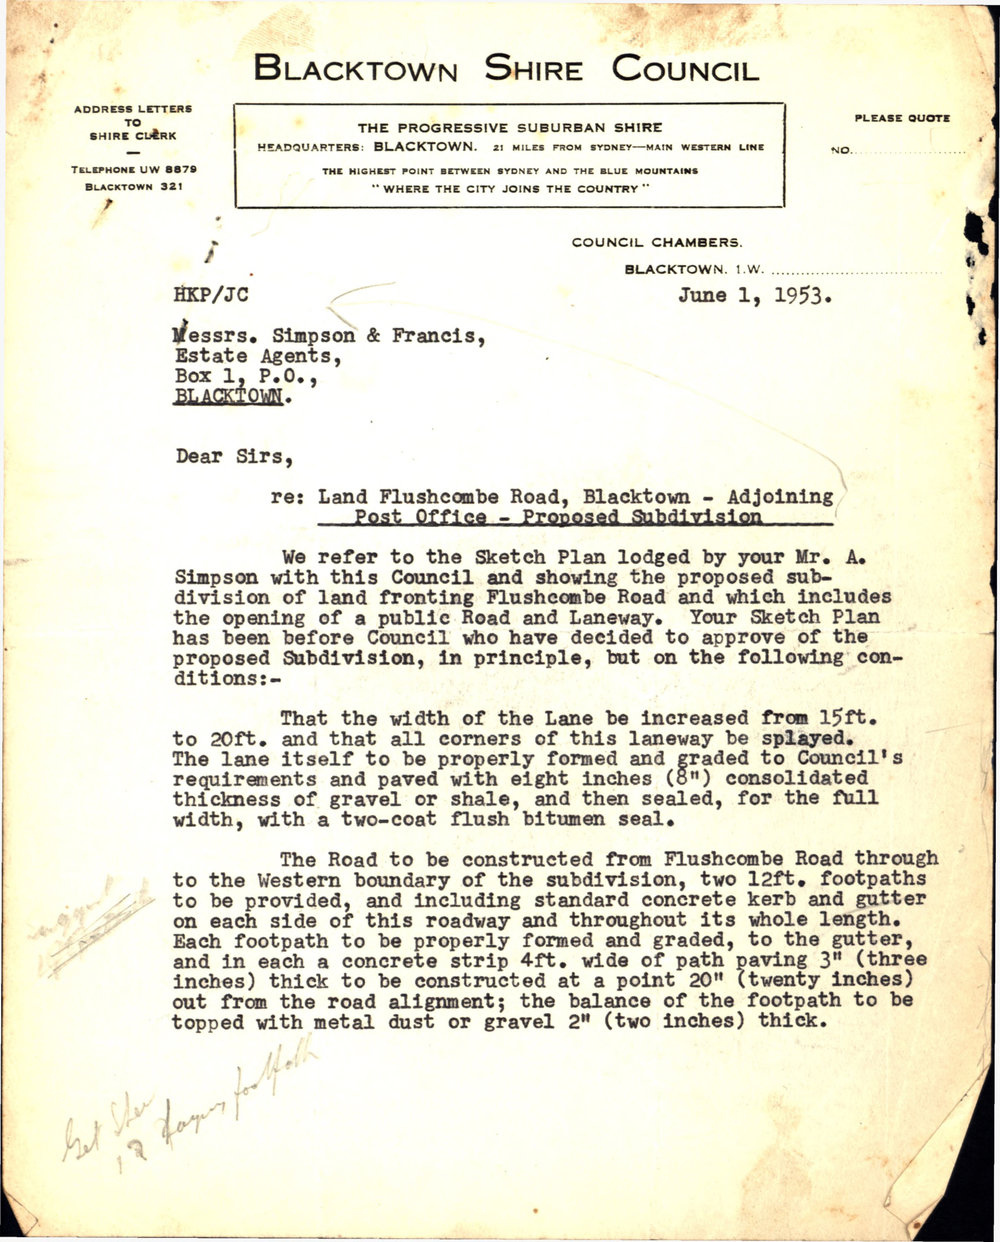 BLACKTOWN SHIRE COUNCIL
ADDRESS LETTERS
TO
SHIRE CLERK
TELEPHONE UW 8879
BLACKTOWN 321
THE PROGRESSIVE SUBURBAN SHIRE
HEADQUARTERS: BLACKTOWN. 21 MILES FROM SYDNEY—MAIN WESTERN LINE
THE HIGHEST POINT BETWEEN SYDNEY AND THE BLUE MOUNTAINS
"WHERE THE CITY JOINS THE COUNTRY"
PLEASE QUOTE
NO.
COUNCIL CHAMBERS.
BLACKTOWN. 1.W.
HKP/JC
June 1, 1953.
Messrs. Simpson & Francis,
Estate Agents,
Box 1, P.O.,
BLACKTOWN.
Dear Sirs,
re: Land Flushcombe Road, Blacktown - Adjoining
Post Office - Proposed Subdivision
We refer to the Sketch Plan lodged by your Mr. A.
Simpson with this Council and showing the proposed sub-
division of land fronting Flushcombe Road and which includes
the opening of a public Road and Laneway. Your Sketch Plan
has been before Council who have decided to approve of the
proposed Subdivision, in principle, but on the following con-
ditions:-
That the width of the Lane be increased from 15ft.
to 20ft. and that all corners of this laneway be splayed.
The lane itself to be properly formed and graded to Council's
requirements and paved with eight inches (8") consolidated
thickness of gravel or shale, and then sealed, for the full
width, with a two-coat flush bitumen seal.
The Road to be constructed from Flushcombe Road through
to the Western boundary of the subdivision, two 12ft. footpaths
to be provided, and including standard concrete kerb and gutter
on each side of this roadway and throughout its whole length.
Each footpath to be properly formed and graded, to the gutter,
and in each a concrete strip 4ft. wide of path paving 3" (three
inches) thick to be constructed at a point 20" (twenty inches)
out from the road alignment; the balance of the footpath to be
topped with metal dust or gravel 2" (two inches) thick.
Get
footpath